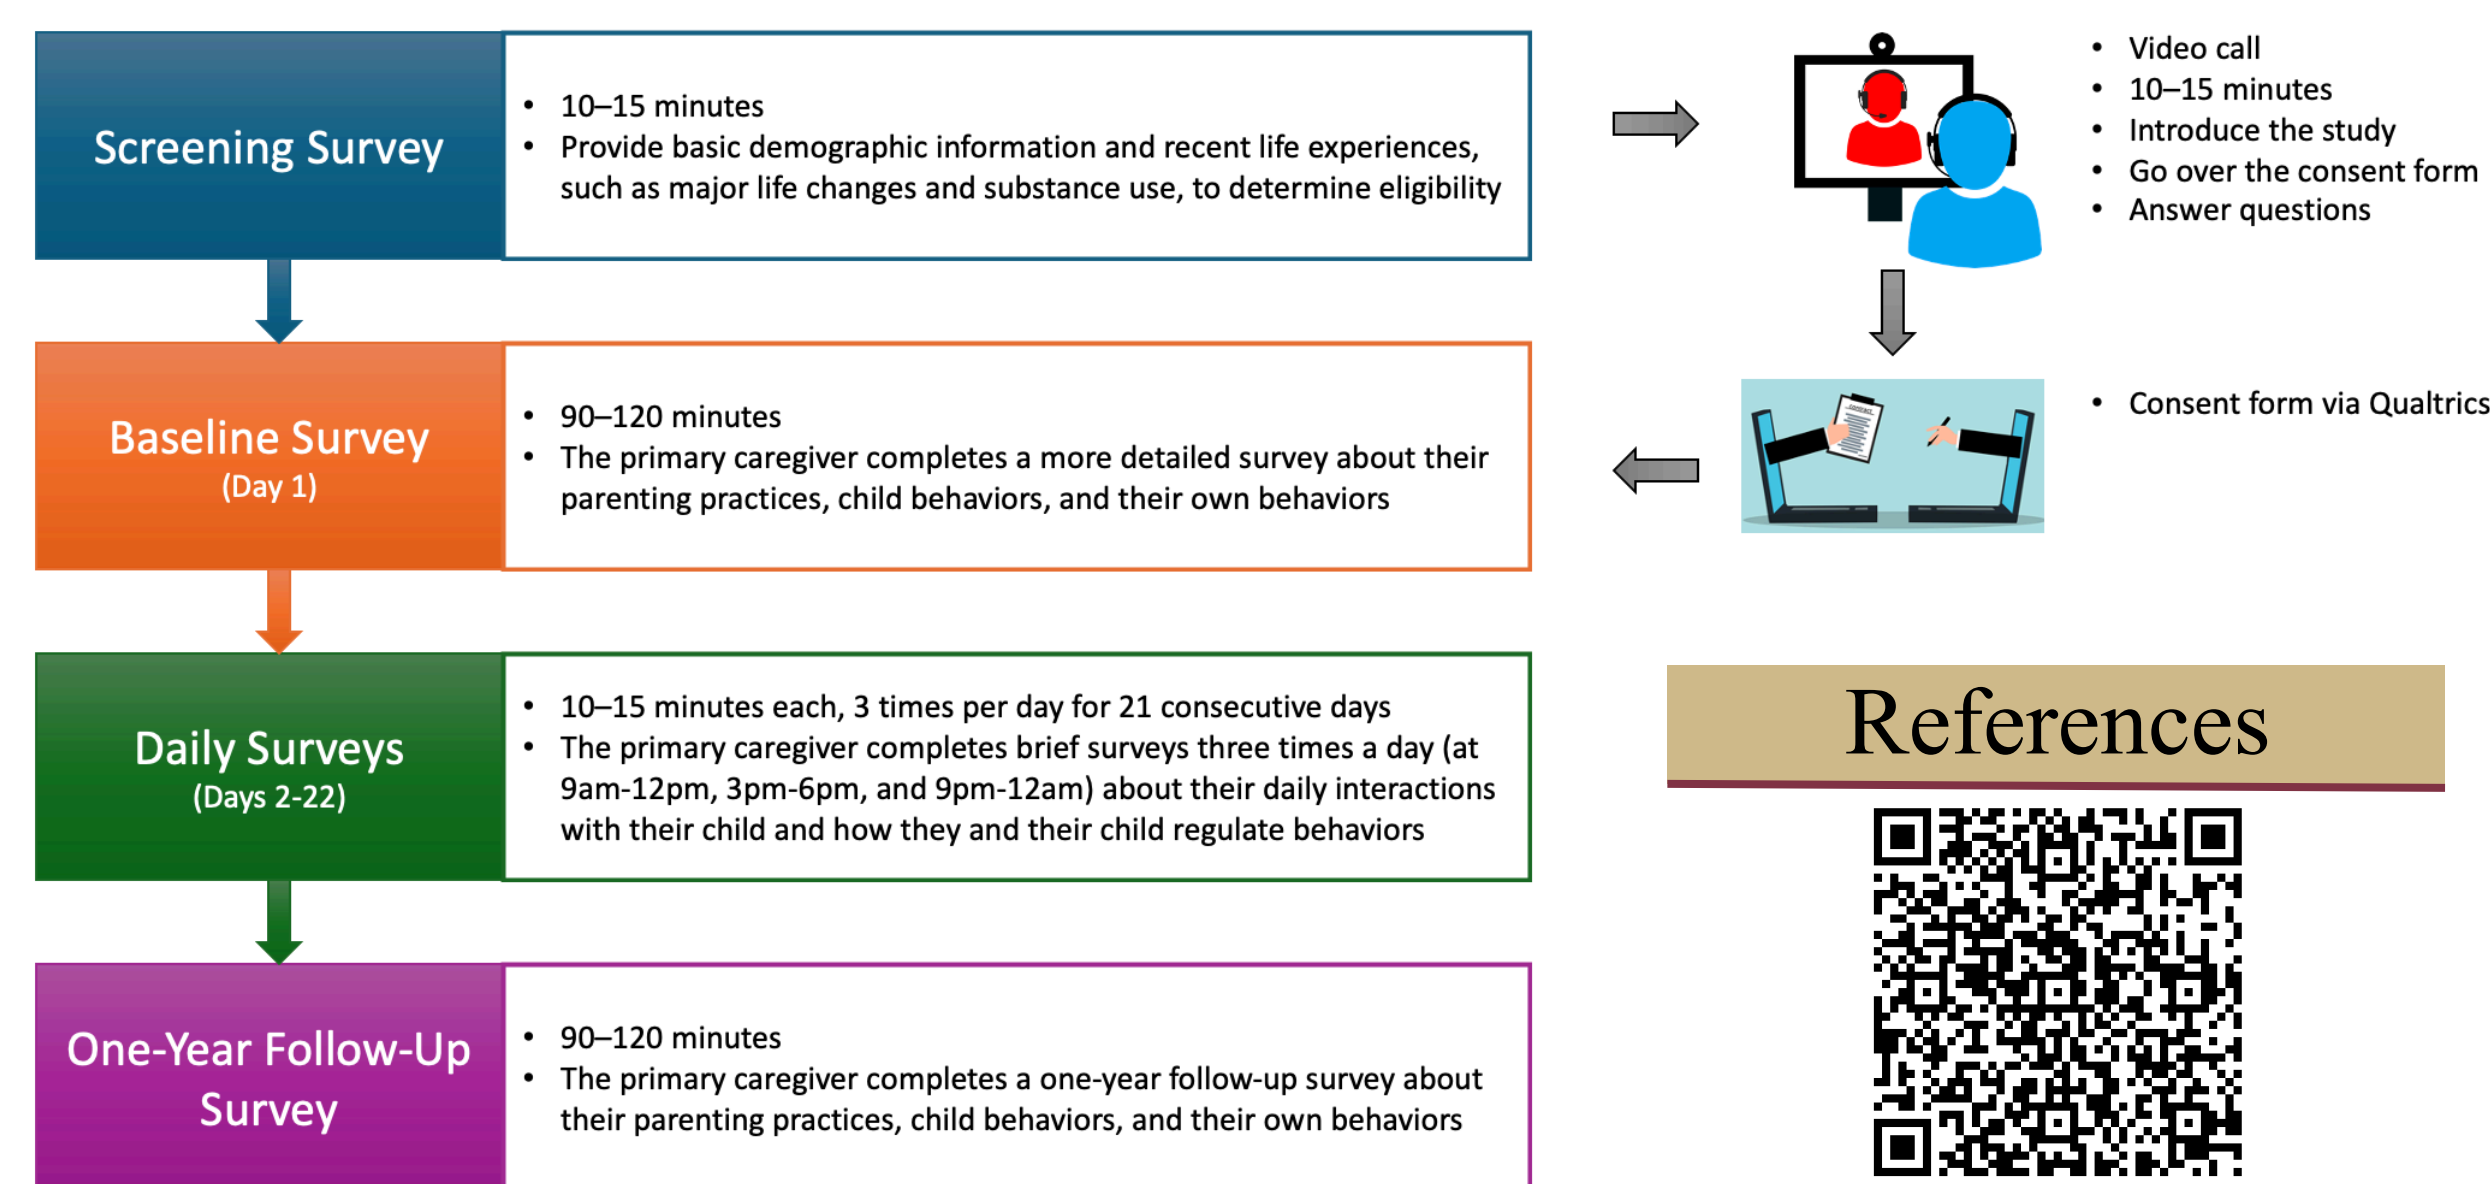 Screening Survey
• 10–15 minutes
• Provide basic demographic information and recent life experiences,
such as major life changes and substance use, to determine eligibility
• Video call
• 10–15 minutes
• Introduce the study
• Go over the consent form
• Answer questions
Baseline Survey
(Day 1)
• 90–120 minutes
• The primary caregiver completes a more detailed survey about their
parenting practices, child behaviors, and their own behaviors
contract
• Consent form via Qualtrics
Daily Surveys
(Days 2-22)
• 10–15 minutes each, 3 times per day for 21 consecutive days
• The primary caregiver completes brief surveys three times a day (at
9am-12pm, 3pm-6pm, and 9pm-12am) about their daily interactions
with their child and how they and their child regulate behaviors
One-Year Follow-Up
Survey
• 90–120 minutes
• The primary caregiver completes a one-year follow-up survey about
their parenting practices, child behaviors, and their own behaviors
References